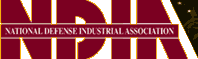 NDIA
NATIONAL DEFENSE INDUSTRIAL ASSOCIATION